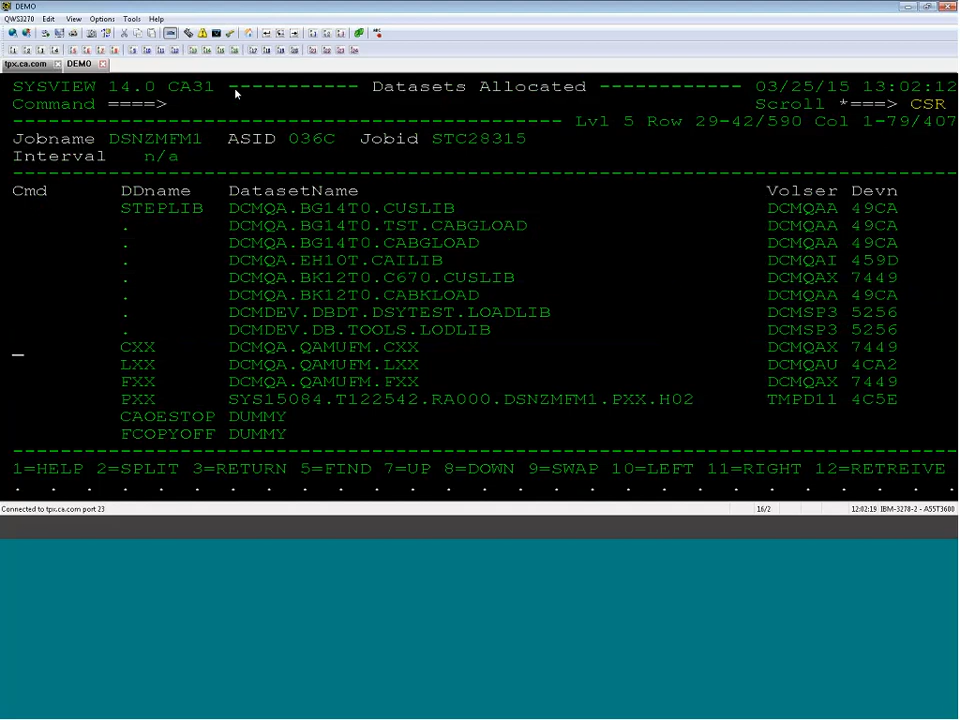 DEMO
QWS3270 Edit View Options Tools Help
tpx.ca.com DEMO
SYSVIEW 14.0 CA31 ----------- Datasets Allocated ------------ 03/25/15 13:02:12
Command ====> Scroll *===> CSR
---------------------------------------------- Lvl 5 Row 29-42/590 Col 1-79/407
Jobname DSNZMFM1 ASID 036C Jobid STC28315
Interval n/a
-------------------------------------------------------------------------------
Cmd DDname DatasetName Volser Devn
STEPLIB DCMQA.BG14T0.CUSLIB DCMQAA 49CA
. DCMQA.BG14T0.TST.CABGLOAD DCMQAA 49CA
. DCMQA.BG14T0.CABGLOAD DCMQAA 49CA
. DCMQA.EH10T.CAILIB DCMQAI 459D
. DCMQA.BK12T0.C670.CUSLIB DCMQAX 7449
. DCMQA.BK12T0.CABKLOAD DCMQAA 49CA
. DCMDEV.DBDT.DSYTEST.LOADLIB DCMSP3 5256
. DCMDEV.DB.TOOLS.LODLIB DCMSP3 5256
_ CXX DCMQA.QAMUFM.CXX DCMQAX 7449
LXX DCMQA.QAMUFM.LXX DCMQAU 4CA2
FXX DCMQA.QAMUFM.FXX DCMQAX 7449
PXX SYS15084.T122542.RA000.DSNZMFM1.PXX.H02 TMPD11 4C5E
CAOESTOP DUMMY
FCOPYOFF DUMMY
-------------------------------------------------------------------------------
1=HELP 2=SPLIT 3=RETURN 5=FIND 7=UP 8=DOWN 9=SWAP 10=LEFT 11=RIGHT 12=RETREIVE
. . . . . . . . . . . . . . . . . . . . . . . . . . .
Connected to tpx.ca.com port 23 16/2 12:02:19 IBM-3278-2 - A55T3600